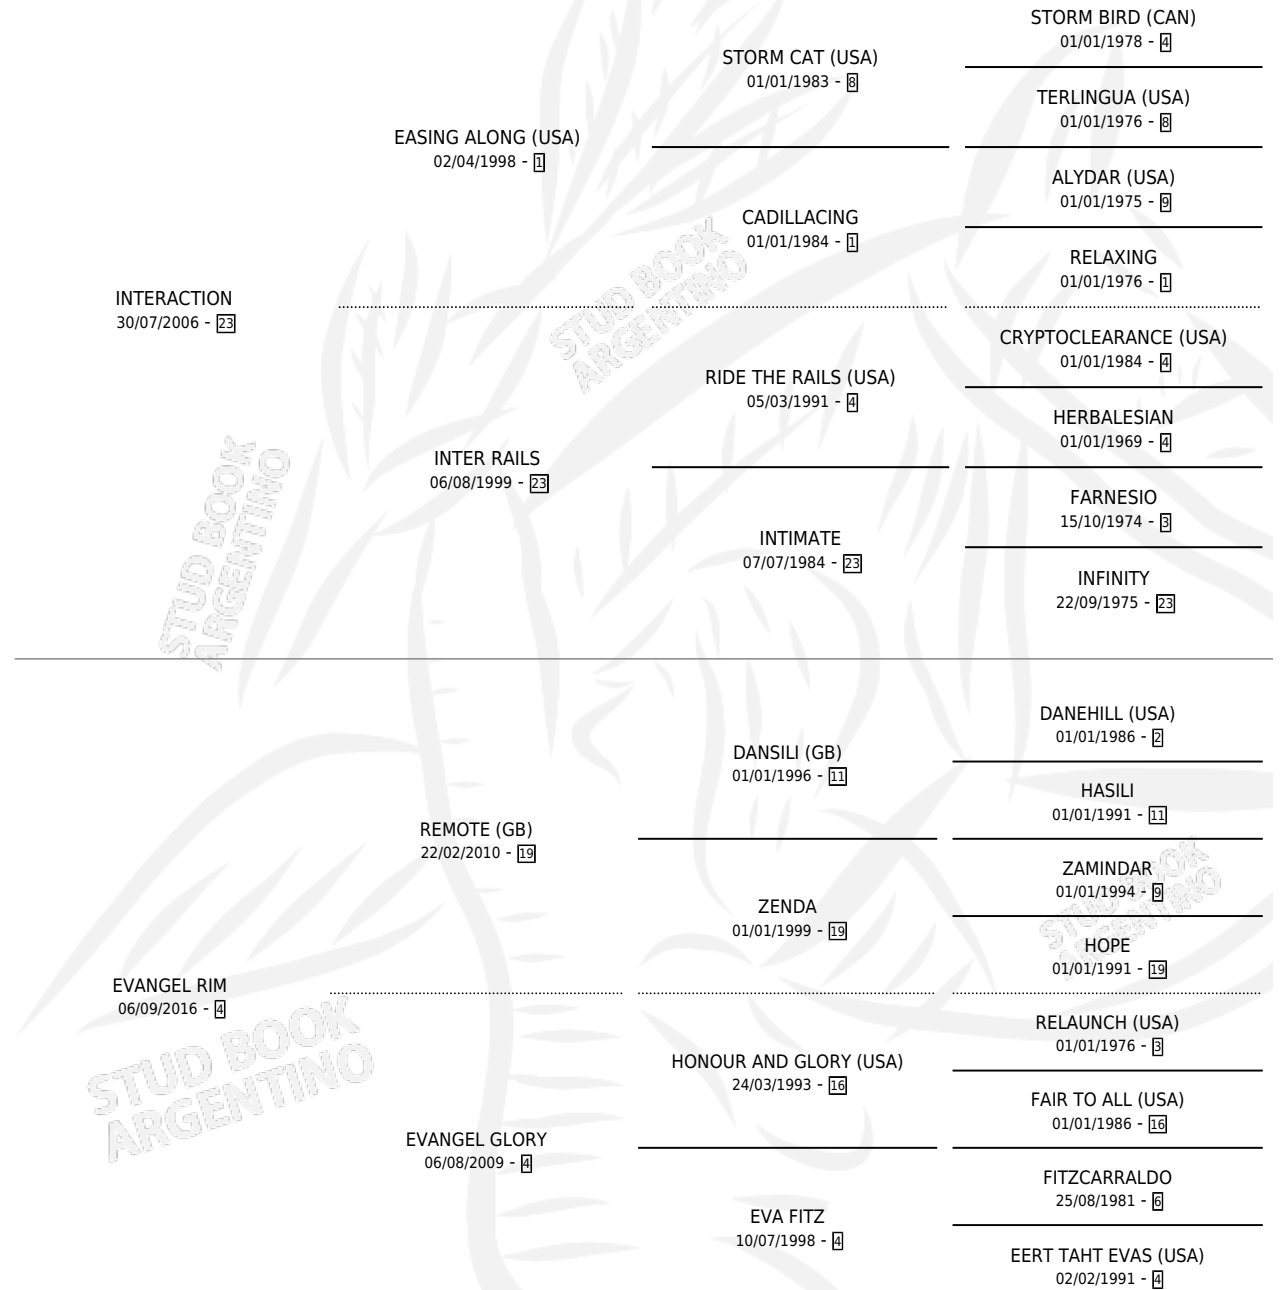 STORM BIRD (CAN)
01/01/1978 - 4
STORM CAT (USA)
01/01/1983 - 8
TERLINGUA (USA)
01/01/1976 - 8
EASING ALONG (USA)
02/04/1998 - 1
ALYDAR (USA)
01/01/1975 - 9
CADILLACING
01/01/1984 - 1
RELAXING
01/01/1976 - 1
INTERACTION
30/07/2006 - 23
CRYPTOCLEARANCE (USA)
01/01/1984 - 4
RIDE THE RAILS (USA)
05/03/1991 - 4
HERBALESIAN
01/01/1969 - 4
INTER RAILS
06/08/1999 - 23
FARNESIO
15/10/1974 - 3
INTIMATE
07/07/1984 - 23
INFINITY
22/09/1975 - 23
DANEHILL (USA)
01/01/1986 - 2
DANSILI (GB)
01/01/1996 - 11
HASILI
01/01/1991 - 11
REMOTE (GB)
22/02/2010 - 19
ZAMINDAR
01/01/1994 - 9
ZENDA
01/01/1999 - 19
HOPE
01/01/1991 - 19
EVANGEL RIM
06/09/2016 - 4
RELAUNCH (USA)
01/01/1976 - 3
HONOUR AND GLORY (USA)
24/03/1993 - 16
FAIR TO ALL (USA)
01/01/1986 - 16
EVANGEL GLORY
06/08/2009 - 4
FITZCARRALDO
25/08/1981 - 6
EVA FITZ
10/07/1998 - 4
EERT TAHT EVAS (USA)
02/02/1991 - 4
STUD BOOK
ARGENTINO
STUD BOOK
ARGENTINO
STUD BOOK
ARGENTINO
STUD BOOK
ARGENTINO